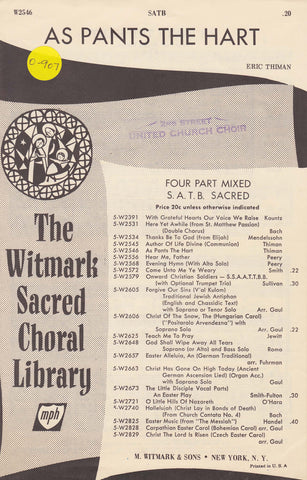 W2546 SATB .20
AS PANTS THE HART
ERIC THIMAN
0-907
2ND STREET
UNITED CHURCH CHOIR
FOUR PART MIXED
S. A. T. B. SACRED
Price 20c unless otherwise indicated
5-W2391 With Grateful Hearts Our Voice We Raise Kountz
5-W2531 Here Yet Awhile (from St. Matthew Passion)
(Double Chorus) Bach
5-W2534 Thanks Be To God (from Elijah) Mendelssohn
5-W2545 Author Of Life Divine (Communion) Thiman
5-W2546 As Pants The Hart Thiman
5-W2556 Hear Me, Father Peery
5-W2568 Evening Hymn (With Alto Solo) Peery
5-W2572 Come Unto Me Ye Weary Smith .22
5-W2579 Onward Christian Soldiers — S.S.A.A.T.T.B.B.
(with Optional Trumpet Trio) Sullivan .30
5-W2605 Forgive Our Sins (V'al Kulom)
Traditional Jewish Antiphon
(English and Chassidic Text)
with Soprano or Tenor Solo Arr. Gaul
5-W2606 Christ Of The Snow, The (Hungarian Carol)
("Positarolo Arvendozna") with
Soprano Solo Arr. Gaul .22
5-W2625 Teach Me To Pray Jewitt
5-W2648 God Shall Wipe Away All Tears
Soprano (or Alto) and Bass Solo Roma
5-W2657 Easter Alleluia, An (German Traditional)
arr. Fuhrman
5-W2663 Christ Has Gone On High Today (Ancient
German Ascension Lied) (Organ Acc.)
with Soprano Solo Gaul
5-W2673 The Little Disciple Vocal Parts)
An Easter Play Smith-Fulton .30
5-W2721 O Little Hills Of Nazareth O'Hara
5-W2740 Hallelujah (Christ Lay in Bonds of Death)
(From Church Cantata No. 4) Bach
5-W2825 Easter Music (from "The Messiah") Handel .40
5-W2828 Carpathian Easter Carol (Bohemian Carol) arr. Gaul
5-W2829 Christ The Lord Is Risen (Czech Easter Carol)
arr. Gaul
The
Witmark
Sacred
Choral
Library
mph
M. WITMARK & SONS • NEW YORK, N. Y.
Printed in U. S. A.